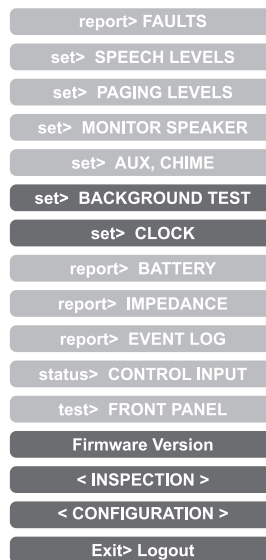 report> FAULTS
set> SPEECH LEVELS
set> PAGING LEVELS
set> MONITOR SPEAKER
set> AUX, CHIME
set> BACKGROUND TEST
set> CLOCK
report> BATTERY
report> IMPEDANCE
report> EVENT LOG
status> CONTROL INPUT
test> FRONT PANEL
Firmware Version
< INSPECTION >
< CONFIGURATION >
Exit> Logout